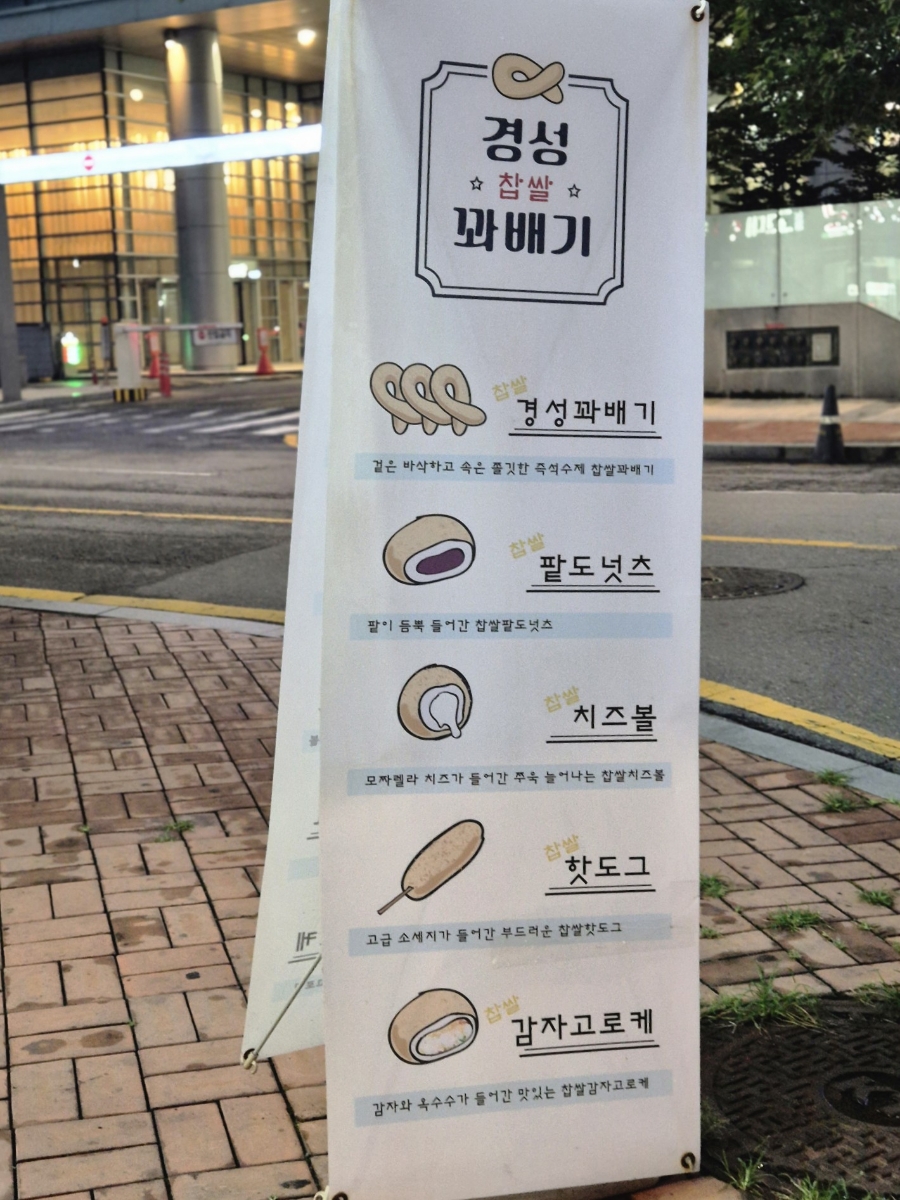 경성
찹쌀
꽈배기
찹쌀
경성꽈배기
겉은 바삭하고 속은 쫄깃한 즉석수제 찹쌀꽈배기
찹쌀
팥도넛츠
팥이 듬뿍 들어간 찹쌀팥도넛츠
찹쌀
치즈볼
모짜렐라 치즈가 들어간 쭈욱 늘어나는 찹쌀치즈볼
찹쌀
핫도그
고급 소세지가 들어간 부드러운 찹쌀핫도그
찹쌀
감자고로케
감자와 옥수수가 들어간 맛있는 찹쌀감자고로케